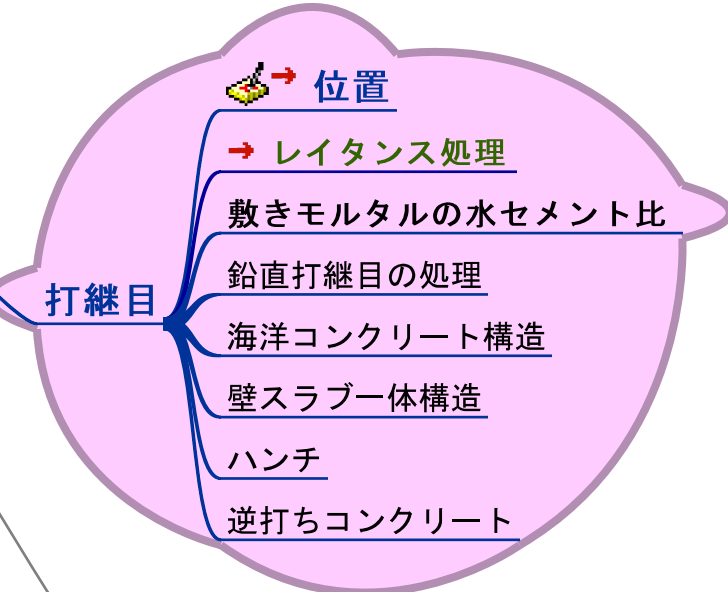 位置
レイタンス処理
敷きモルタルの水セメント比
鉛直打継目の処理
打継目
海洋コンクリート構造
壁スラブ一体構造
ハンチ
逆打ちコンクリート